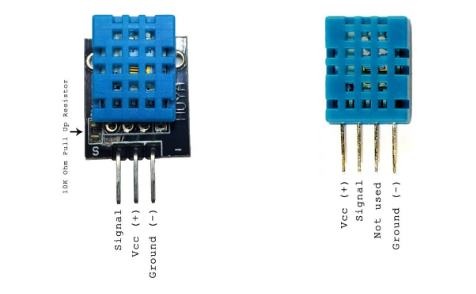 10K Ohm Pull Up Resistor
S
-
Signal
Vcc (+)
Ground (-)
Vcc (+)
Signal
Not used
Ground (-)